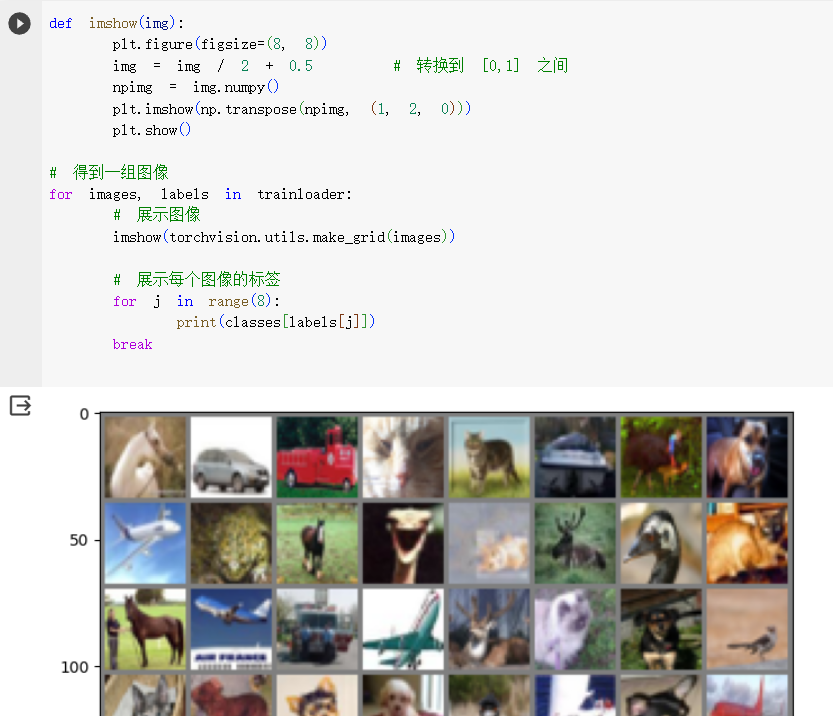 def imshow(img):
plt.figure(figsize=(8, 8))
img = img / 2 + 0.5 # 转换到 [0,1] 之间
npimg = img.numpy()
plt.imshow(np.transpose(npimg, (1, 2, 0)))
plt.show()
# 得到一组图像
for images, labels in trainloader:
# 展示图像
imshow(torchvision.utils.make_grid(images))
# 展示每个图像的标签
for j in range(8):
print(classes[labels[j]])
break
0
50
AIR FRANCE
100